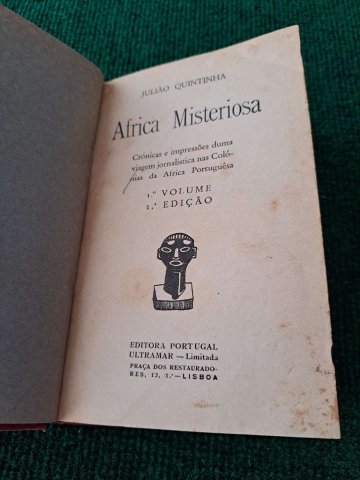 JULIÃO QUINTINHA
Africa Misteriosa
Crónicas e impressões duma
viagem jornalística nas Coló-
nias da Africa Portuguêsa
1.º VOLUME
1.ª EDIÇÃO
EDITORA PORTUGAL
ULTRAMAR — Limitada
PRAÇA DOS RESTAURADO-
RES, 13, 1.º — LISBOA